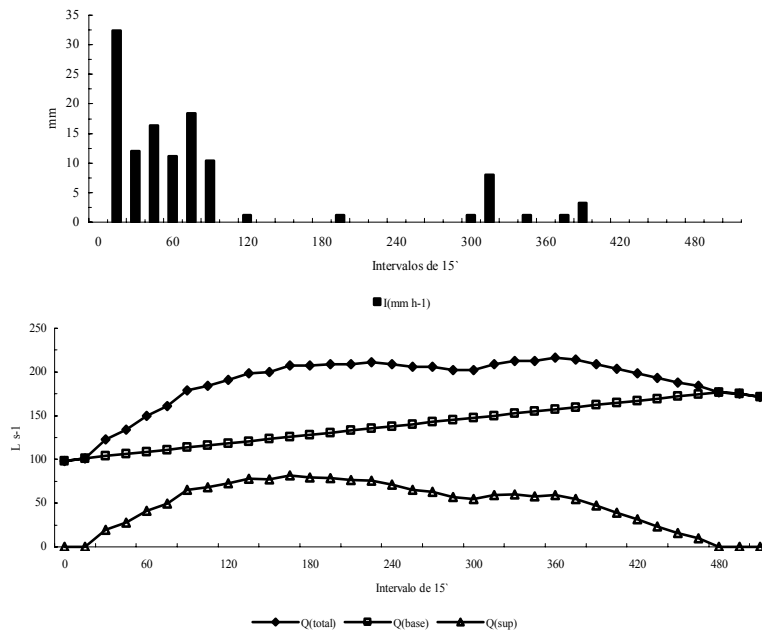 35
30
25
20
15
10
5
0
mm
0 60 120 180 240 300 360 420 480
Intervalos de 15`
I(mm h-1)
250
200
150
100
50
0
L s-1
0 60 120 180 240 300 360 420 480
Intervalo de 15`
Q(total) Q(base) Q(sup)